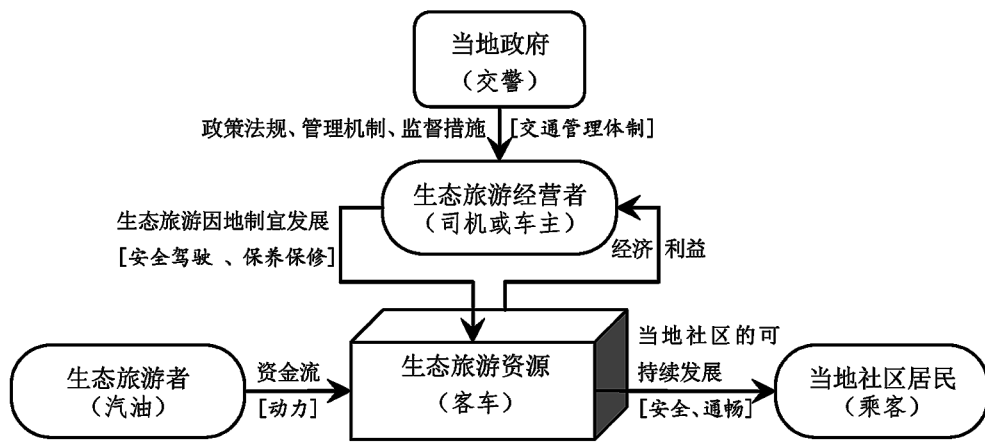 当地政府
（交警）
政策法规、管理机制、监督措施 [交通管理体制]
生态旅游经营者
（司机或车主）
生态旅游因地制宜发展
[安全驾驶 、保养保修]
经济 利益
生态旅游者
（汽油）
资金流
[动力]
生态旅游资源
（客车）
当地社区的可
持续发展
[安全、通畅]
当地社区居民
（乘客）